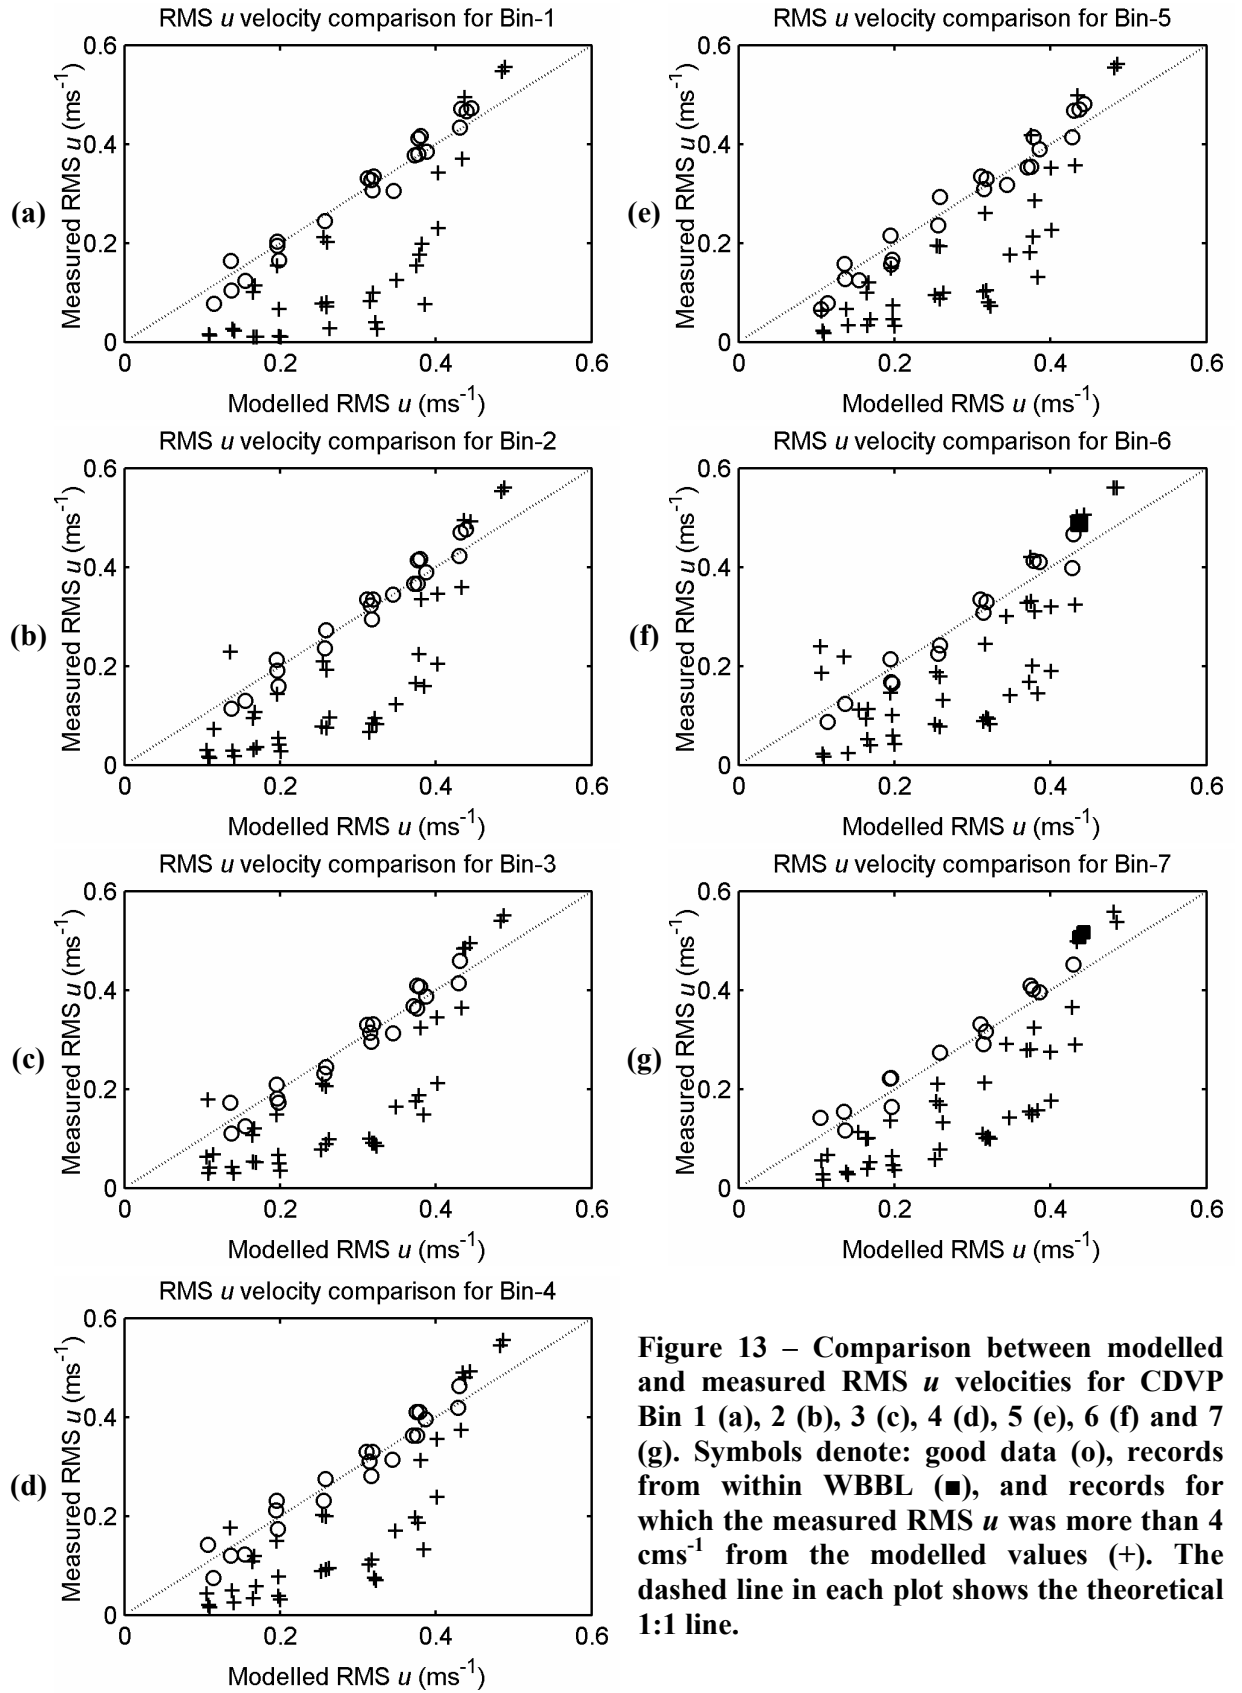 RMS u velocity comparison for Bin-1
(a)
Measured RMS u (ms⁻¹)
0.6
0.4
0.2
0
0 0.2 0.4 0.6
Modelled RMS u (ms⁻¹)
RMS u velocity comparison for Bin-2
(b)
Measured RMS u (ms⁻¹)
0.6
0.4
0.2
0
0 0.2 0.4 0.6
Modelled RMS u (ms⁻¹)
RMS u velocity comparison for Bin-3
(c)
Measured RMS u (ms⁻¹)
0.6
0.4
0.2
0
0 0.2 0.4 0.6
Modelled RMS u (ms⁻¹)
RMS u velocity comparison for Bin-4
(d)
Measured RMS u (ms⁻¹)
0.6
0.4
0.2
0
0 0.2 0.4 0.6
Modelled RMS u (ms⁻¹)
RMS u velocity comparison for Bin-5
(e)
Measured RMS u (ms⁻¹)
0.6
0.4
0.2
0
0 0.2 0.4 0.6
Modelled RMS u (ms⁻¹)
RMS u velocity comparison for Bin-6
(f)
Measured RMS u (ms⁻¹)
0.6
0.4
0.2
0
0 0.2 0.4 0.6
Modelled RMS u (ms⁻¹)
RMS u velocity comparison for Bin-7
(g)
Measured RMS u (ms⁻¹)
0.6
0.4
0.2
0
0 0.2 0.4 0.6
Modelled RMS u (ms⁻¹)
Figure 13 – Comparison between modelled
and measured RMS u velocities for CDVP
Bin 1 (a), 2 (b), 3 (c), 4 (d), 5 (e), 6 (f) and 7
(g). Symbols denote: good data (o), records
from within WBBL (■), and records for
which the measured RMS u was more than 4
cms⁻¹ from the modelled values (+). The
dashed line in each plot shows the theoretical
1:1 line.